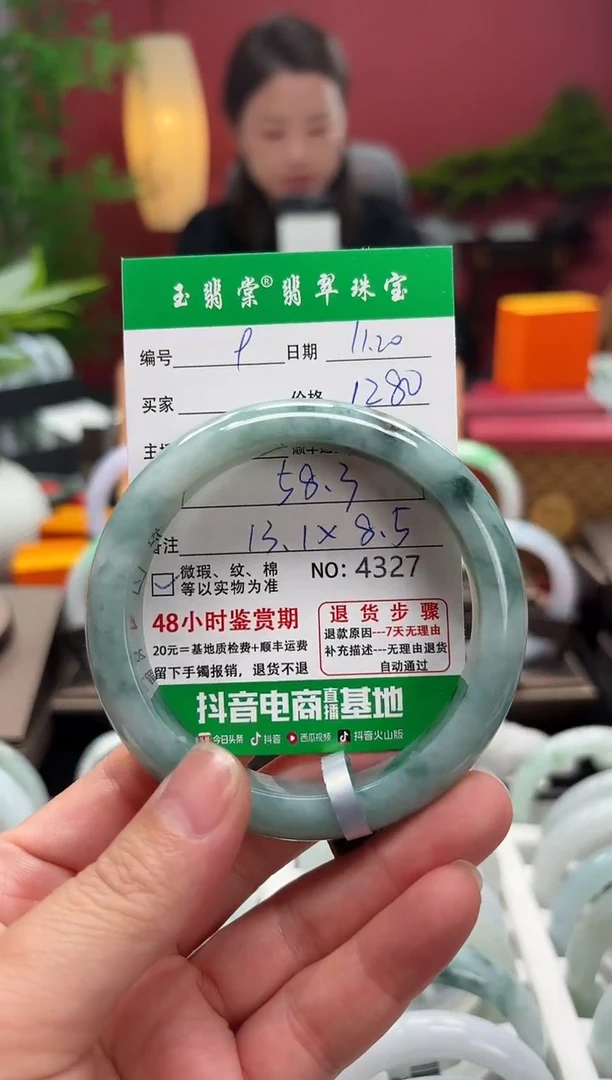 玉翡棠®翡翠珠宝
编号 日期 11.20
买家 价格 1280
58.3
备注 13.1×8.5
微瑕、纹、棉
等以实物为准
NO: 4327
48小时鉴赏期
20元=基地质检费+顺丰运费
留下手镯报销，退货不退
退货步骤
退款原因---7天无理由
补充描述---无理由退货
自动通过
抖音电商直播基地
今日头条 抖音 西瓜视频 抖音火山版